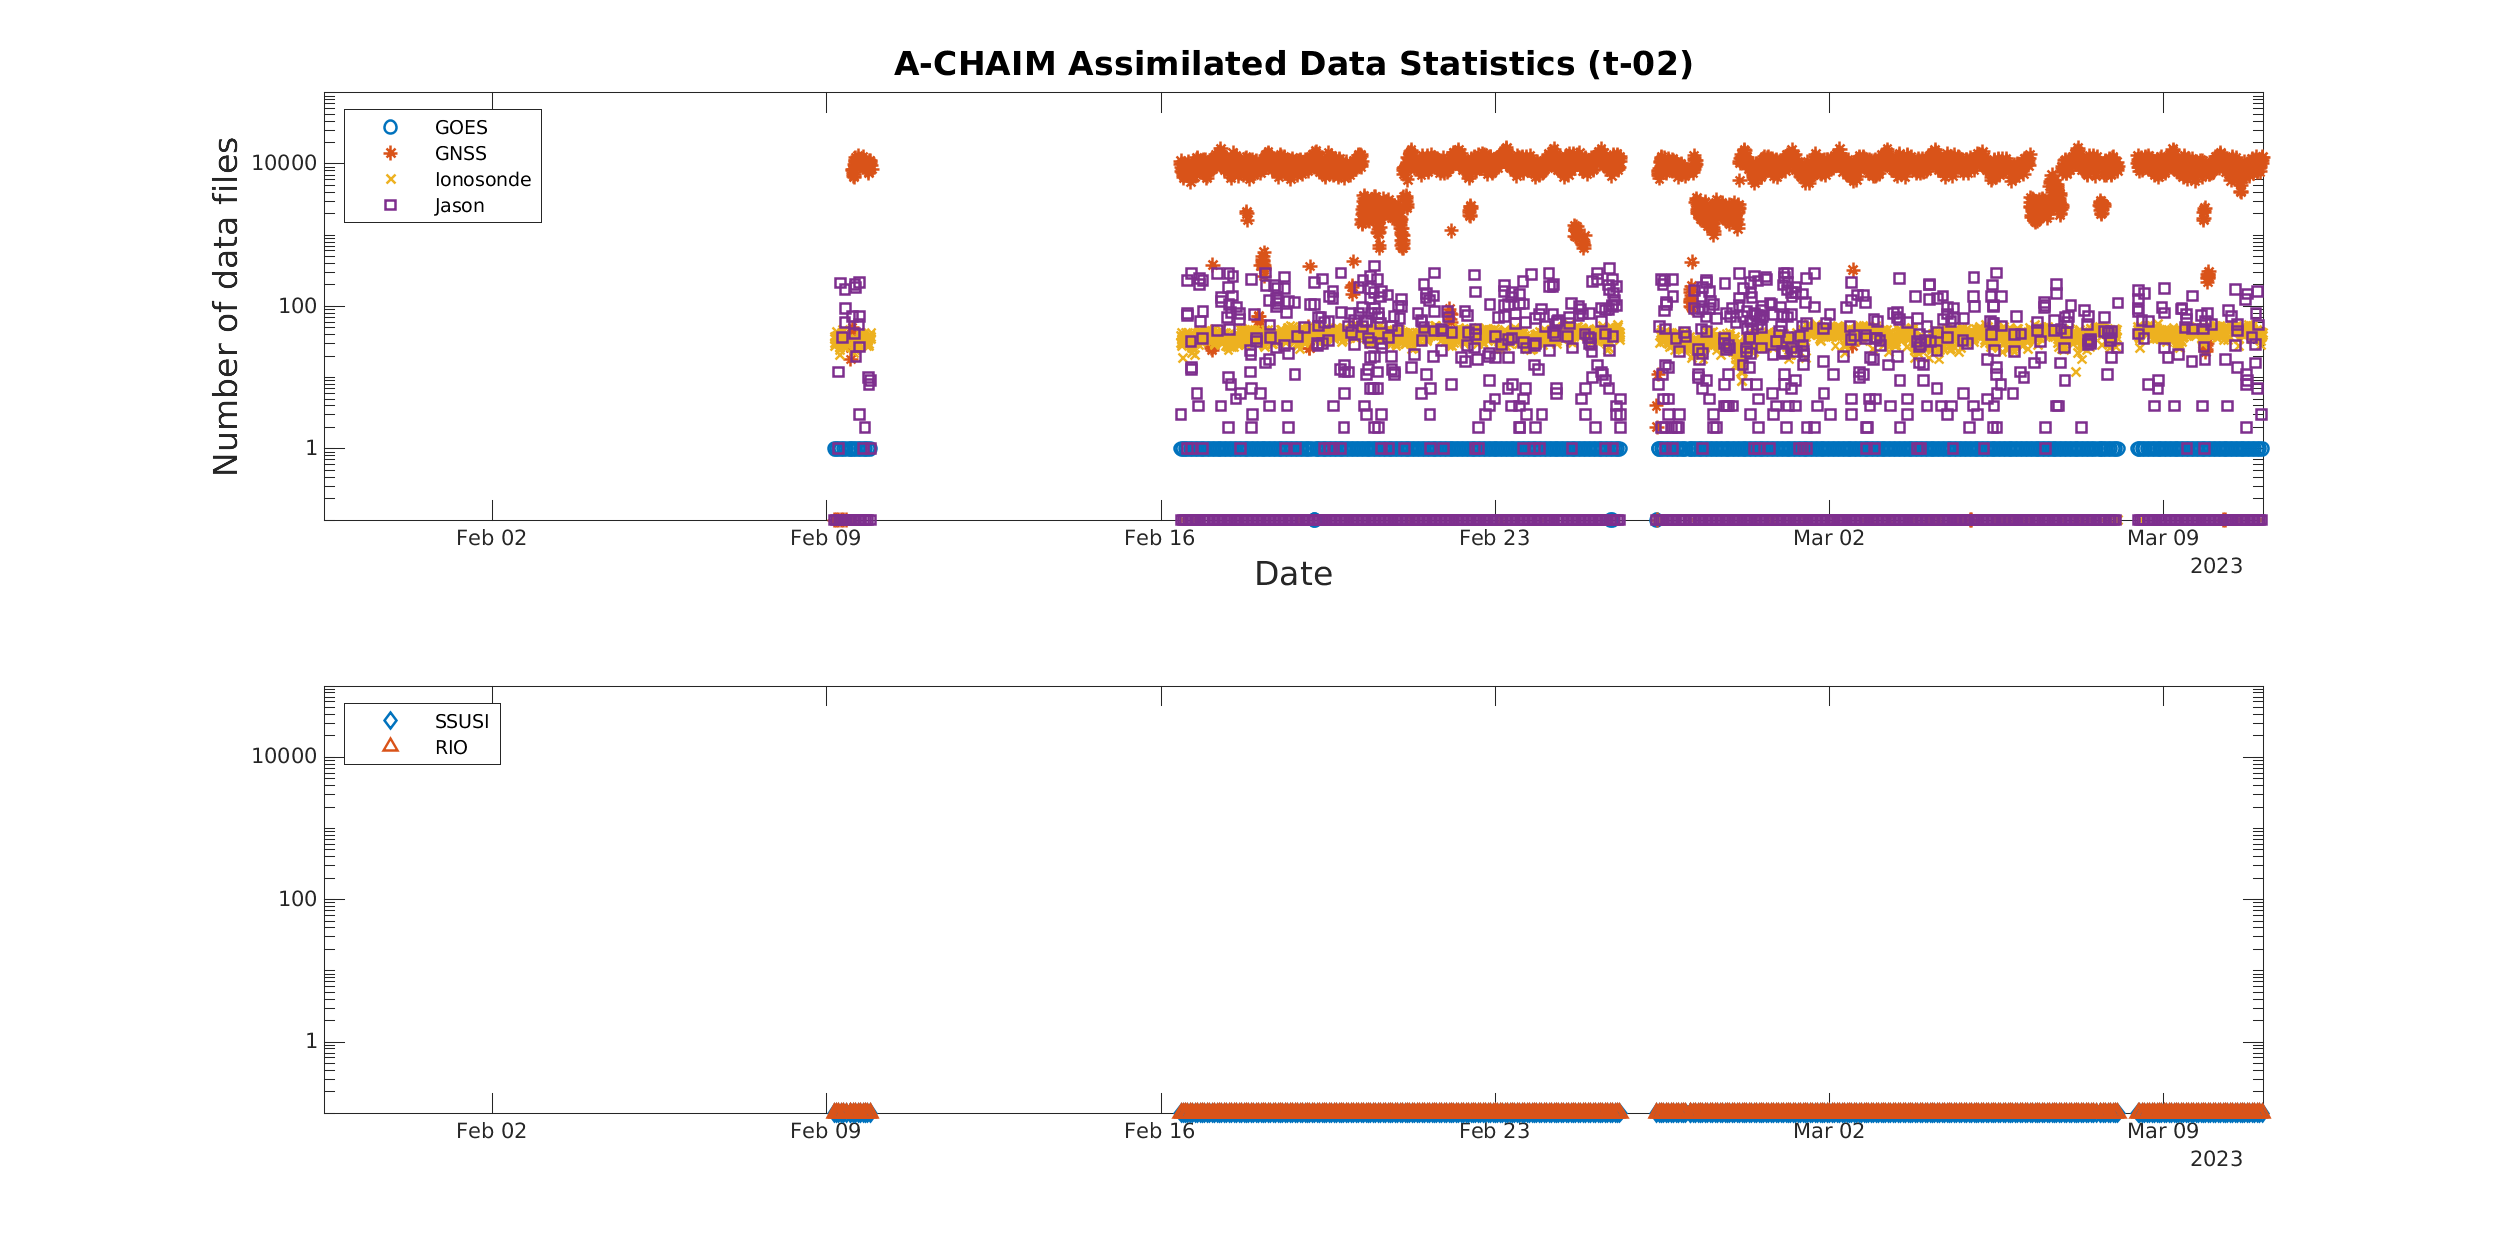 A-CHAIM Assimilated Data Statistics (t-02)
GOES
GNSS
Ionosonde
Jason
10000
100
1
Number of data files
Feb 02 Feb 09 Feb 16 Feb 23 Mar 02 Mar 09
2023
Date
SSUSI
RIO
10000
100
1
Feb 02 Feb 09 Feb 16 Feb 23 Mar 02 Mar 09
2023